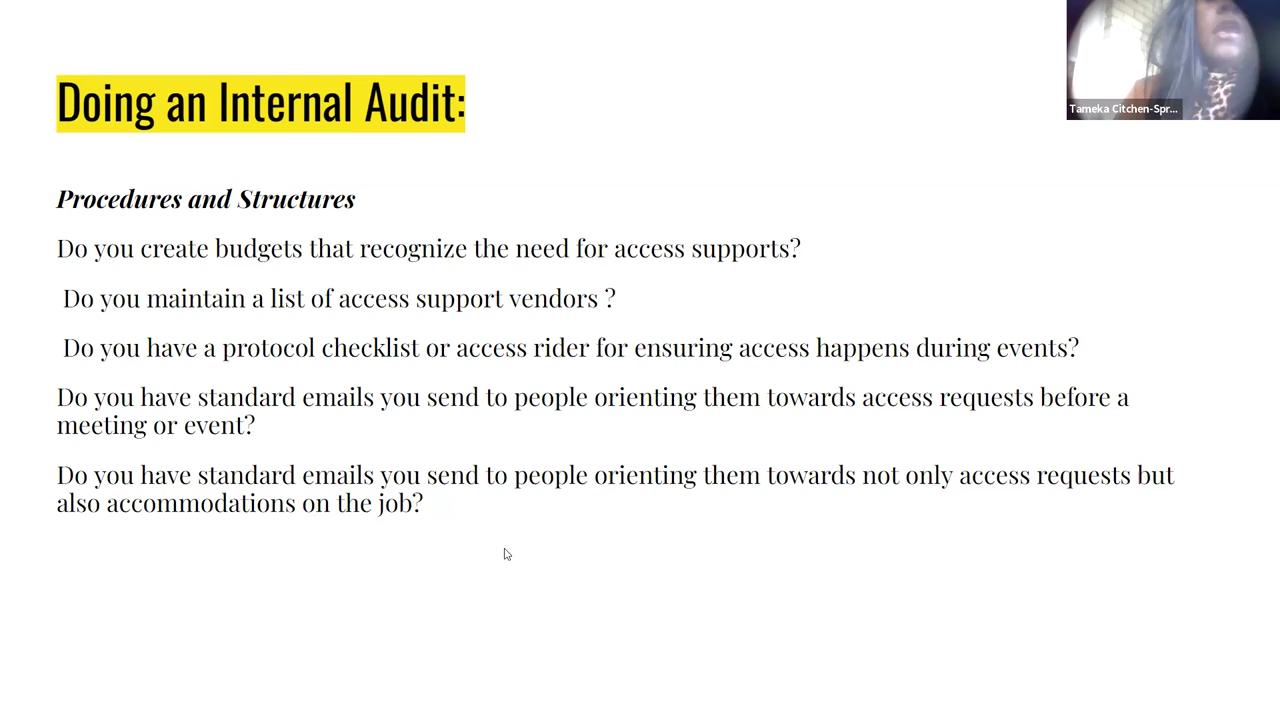 Doing an Internal Audit:
Tameka Citchen-Spr...
Procedures and Structures
Do you create budgets that recognize the need for access supports?
Do you maintain a list of access support vendors ?
Do you have a protocol checklist or access rider for ensuring access happens during events?
Do you have standard emails you send to people orienting them towards access requests before a
meeting or event?
Do you have standard emails you send to people orienting them towards not only access requests but
also accommodations on the job?